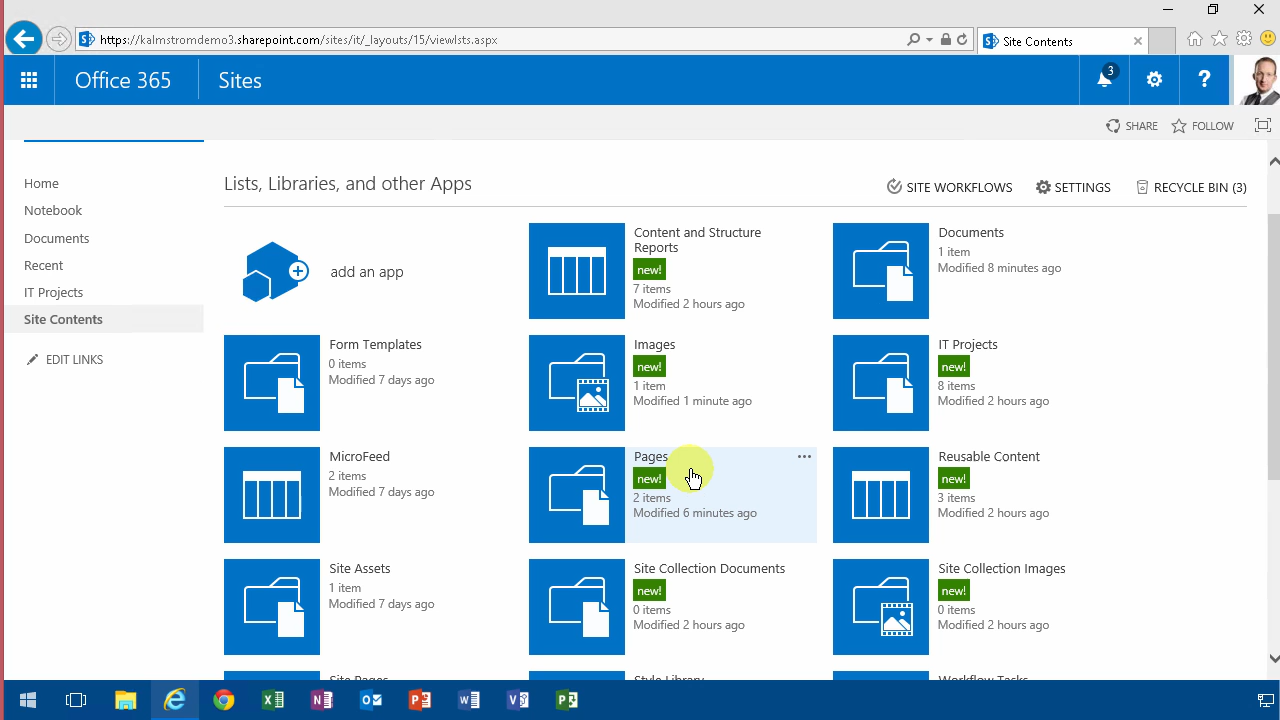 https://kalmstromdemo3.sharepoint.com/sites/it/_layouts/15/viewlsts.aspx
Site Contents
Office 365
Sites
3
?
SHARE
FOLLOW
Home
Notebook
Documents
Recent
IT Projects
Site Contents
EDIT LINKS
Lists, Libraries, and other Apps
SITE WORKFLOWS
SETTINGS
RECYCLE BIN (3)
add an app
Content and Structure
Reports
new!
7 items
Modified 2 hours ago
Documents
1 item
Modified 8 minutes ago
Form Templates
0 items
Modified 7 days ago
Images
new!
1 item
Modified 1 minute ago
IT Projects
new!
8 items
Modified 2 hours ago
MicroFeed
2 items
Modified 7 days ago
Pages
new!
2 items
Modified 6 minutes ago
Reusable Content
new!
3 items
Modified 2 hours ago
Site Assets
1 item
Modified 7 days ago
Site Collection Documents
new!
0 items
Modified 2 hours ago
Site Collection Images
new!
0 items
Modified 2 hours ago
Site Pages
Style Library
Workflow Tasks